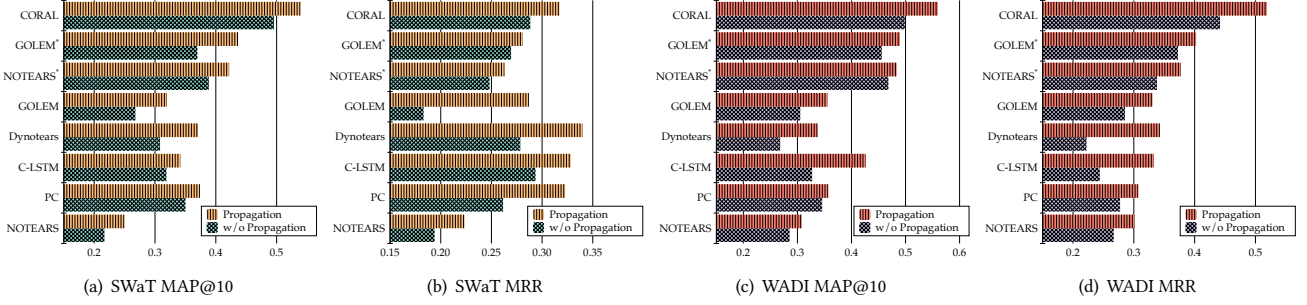 CORAL
GOLEM*
NOTEARS*
GOLEM
Dynotears
C-LSTM
PC
NOTEARS
Propagation
w/o Propagation
0.2 0.3 0.4 0.5
(a) SWaT MAP@10
CORAL
GOLEM*
NOTEARS*
GOLEM
Dynotears
C-LSTM
PC
NOTEARS
Propagation
w/o Propagation
0.15 0.20 0.25 0.30 0.35
(b) SWaT MRR
CORAL
GOLEM*
NOTEARS*
GOLEM
Dynotears
C-LSTM
PC
NOTEARS
Propagation
w/o Propagation
0.2 0.3 0.4 0.5 0.6
(c) WADI MAP@10
CORAL
GOLEM*
NOTEARS*
GOLEM
Dynotears
C-LSTM
PC
NOTEARS
Propagation
w/o Propagation
0.2 0.3 0.4 0.5
(d) WADI MRR